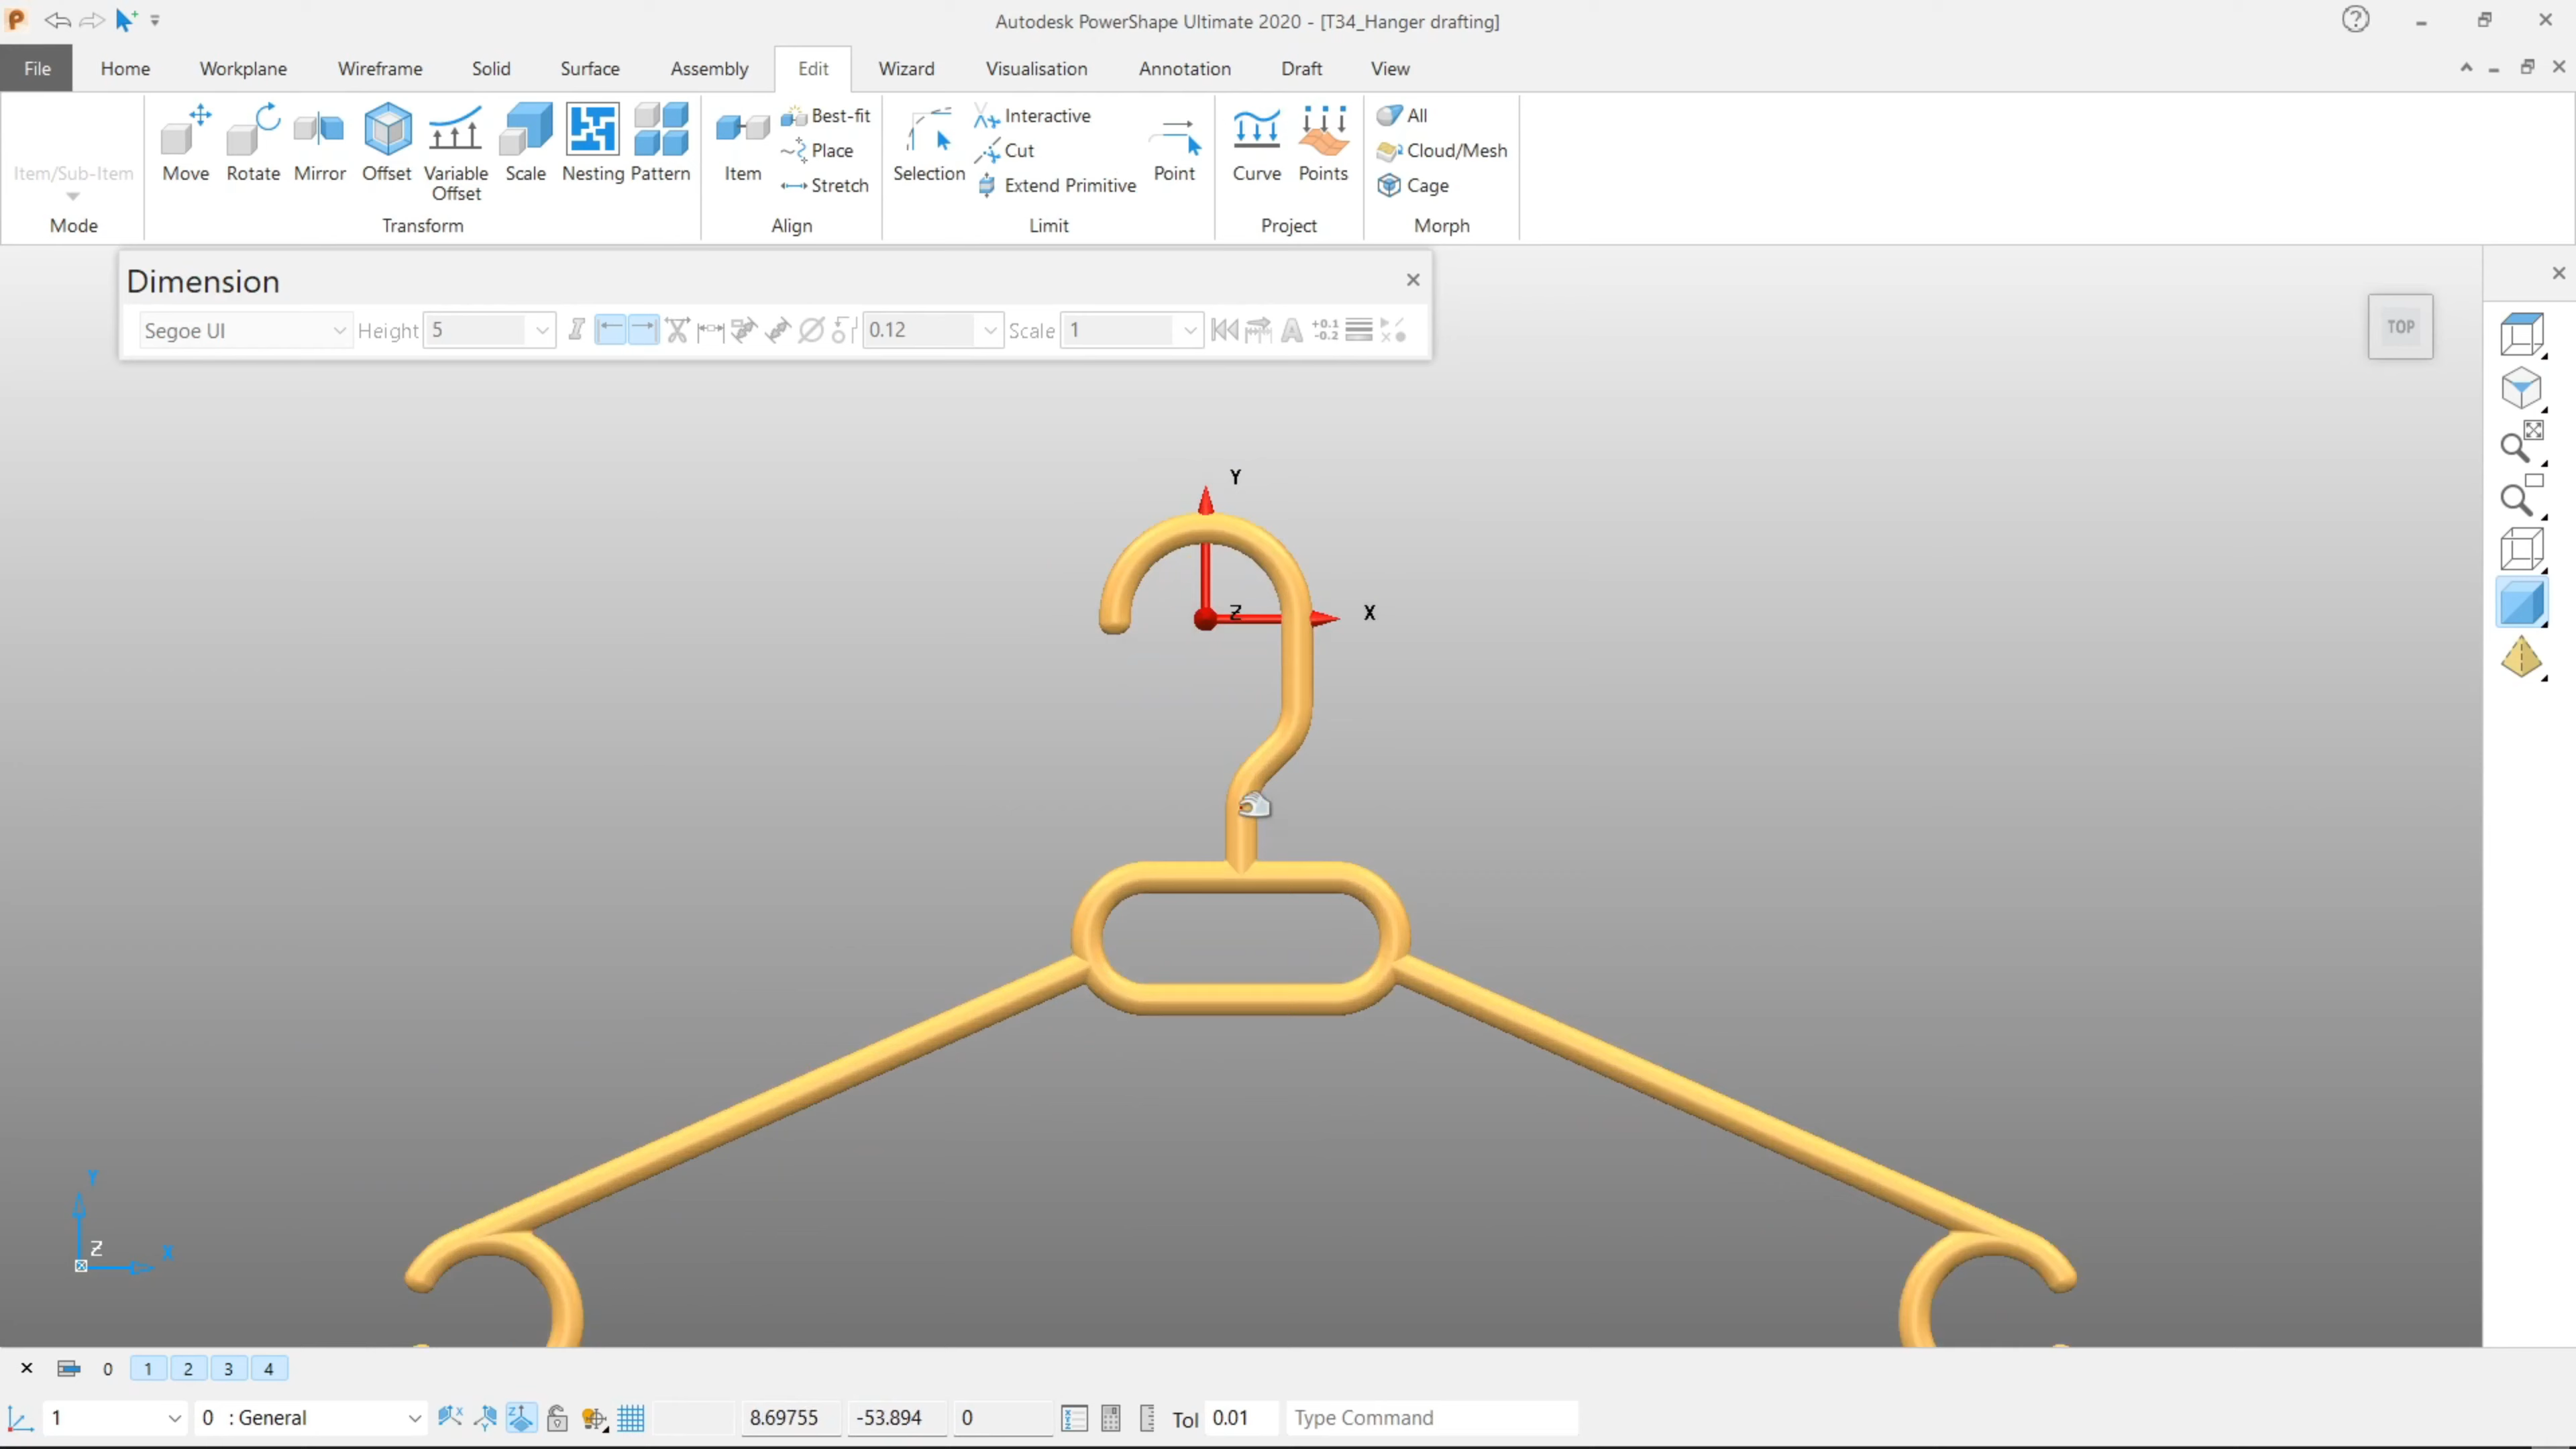 Autodesk PowerShape Ultimate 2020 - [T34_Hanger drafting]
File Home Workplane Wireframe Solid Surface Assembly Edit Wizard Visualisation Annotation Draft View
Item/Sub-Item
Mode
Move Rotate Mirror Offset Variable Offset Scale Nesting Pattern
Transform
Item Best-fit
Place
Stretch
Align
Selection Interactive
Cut
Extend Primitive
Point
Limit
Curve Points
Project
All
Cloud/Mesh
Cage
Morph
Dimension
Segoe UI Height 5 0.12 Scale 1 A +0.1 -0.2
TOP
Y
Z X
Y
Z X
0 1 2 3 4
1 0 : General 8.69755 -53.894 0 Tol 0.01 Type Command